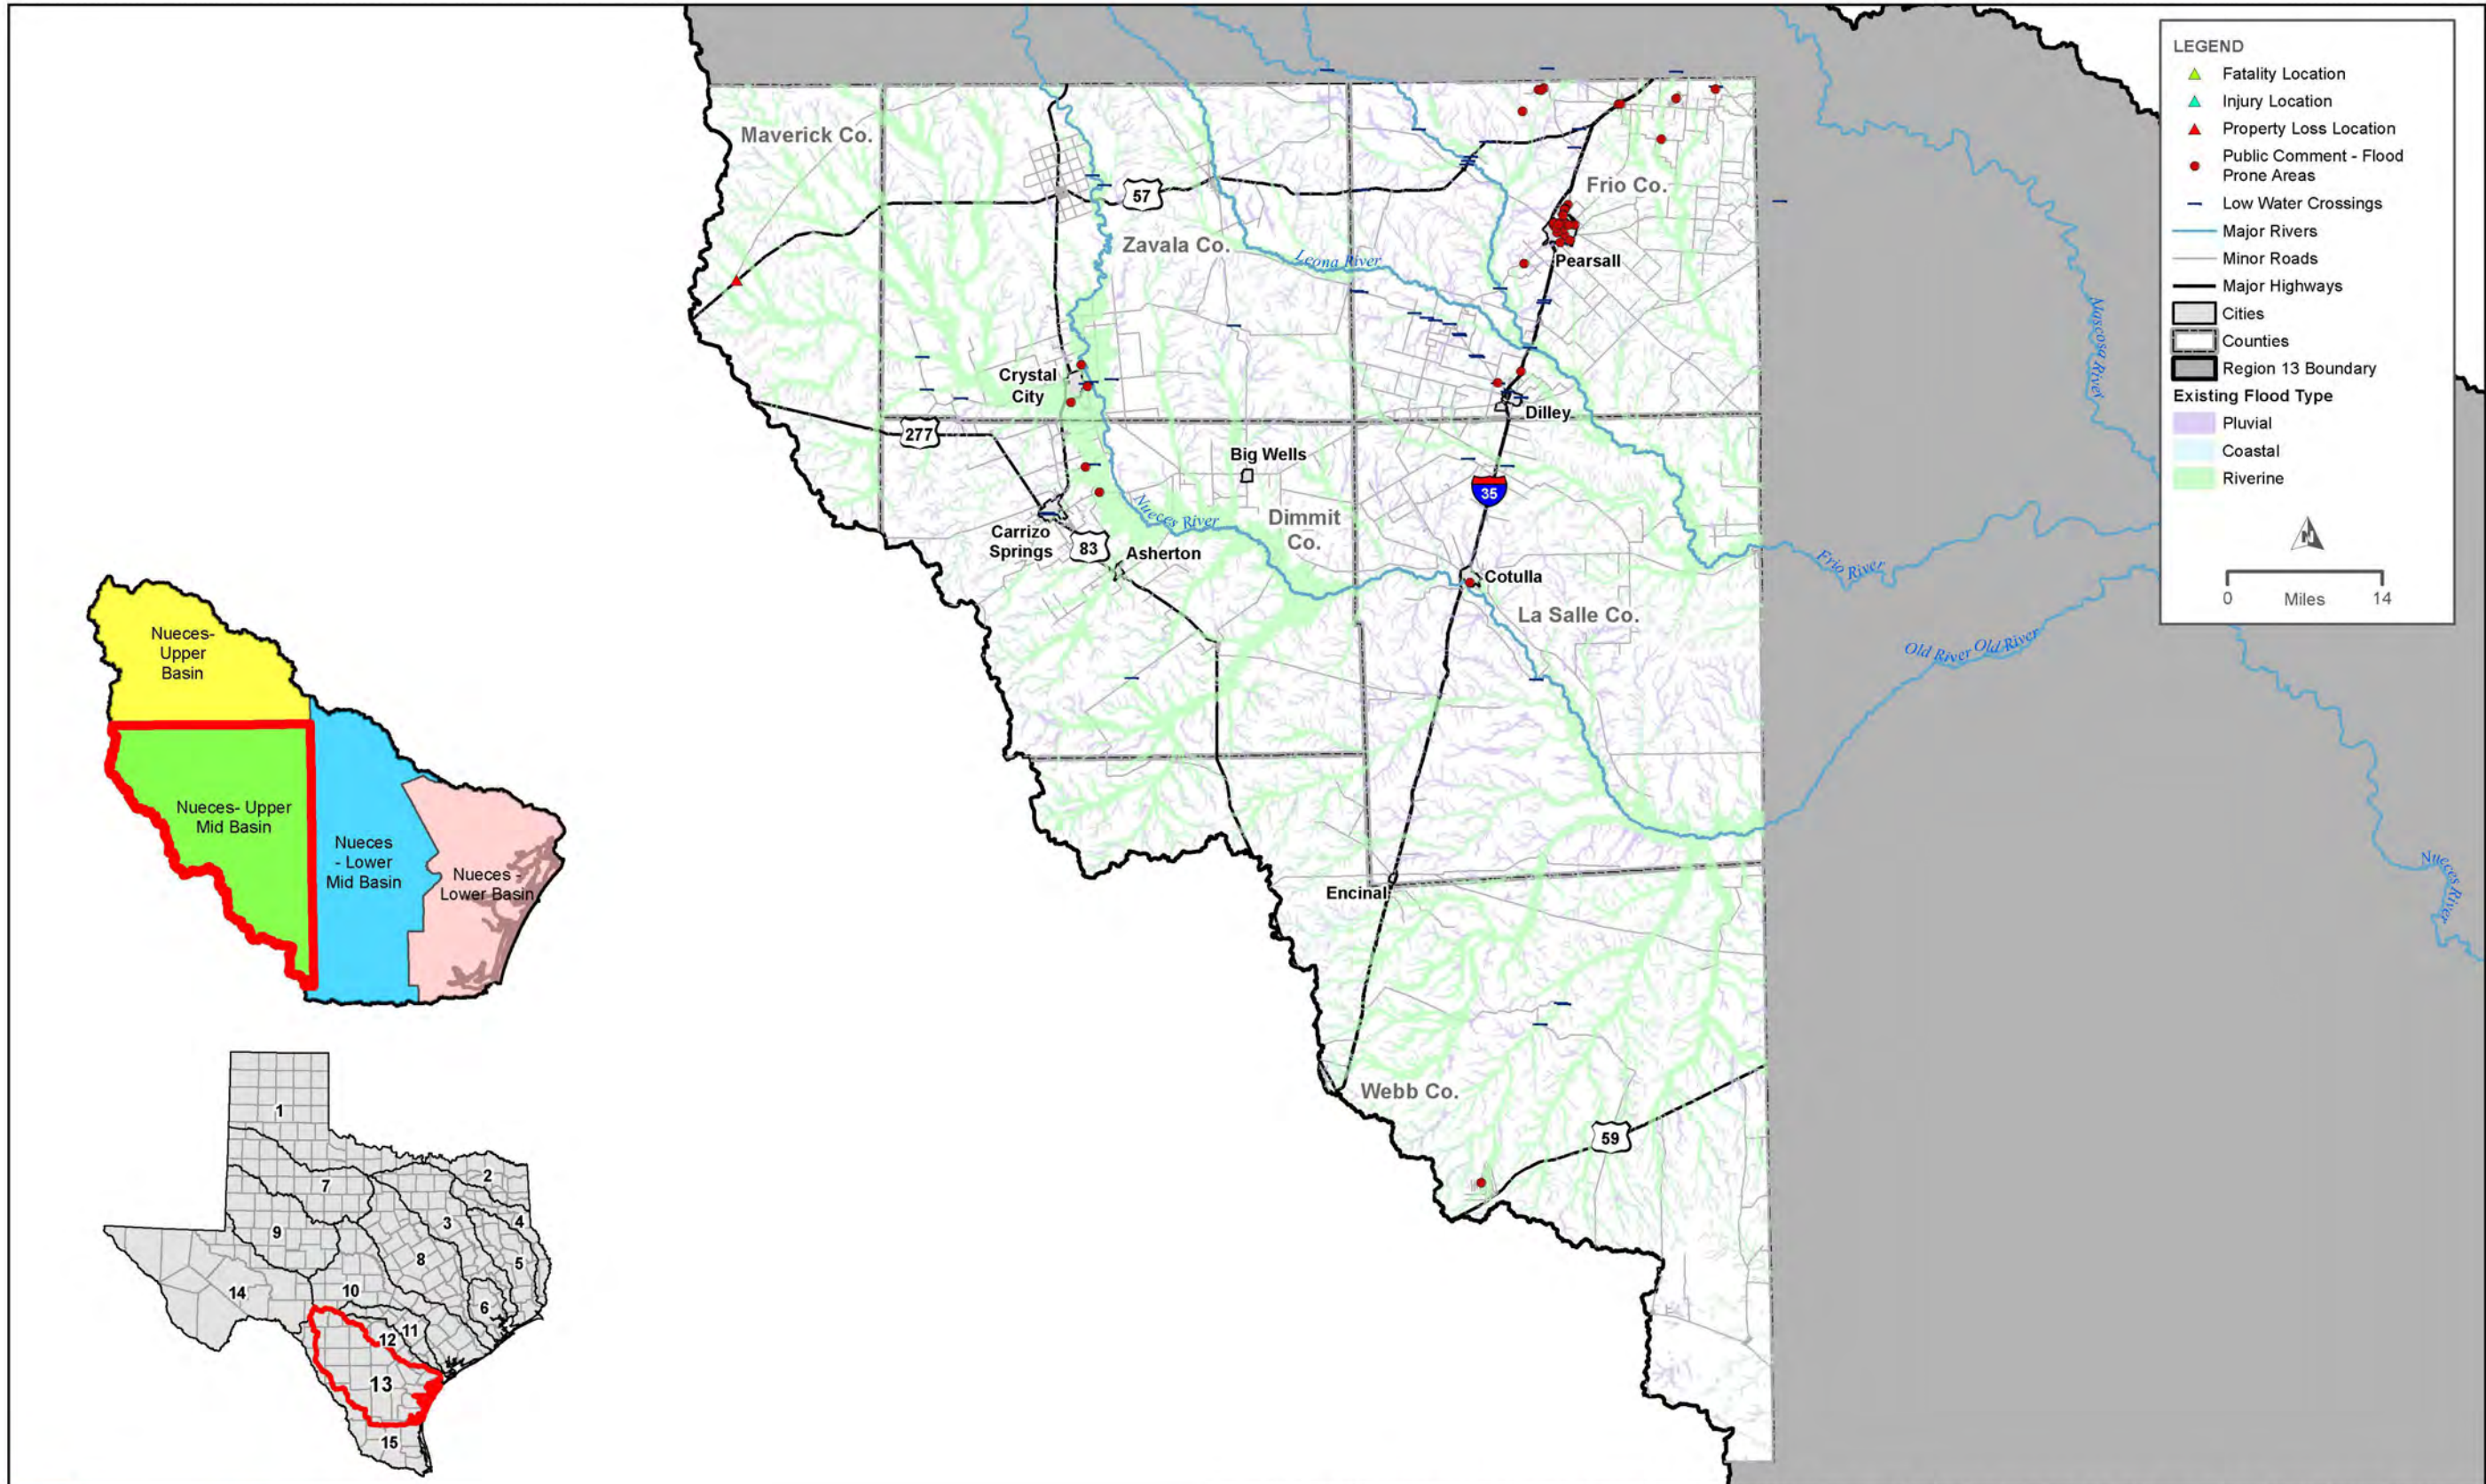 Maverick Co.
57
Zavala Co.
Frio Co.
Leona River
Pearsall
Crystal
City
277
Dilley
Big Wells
35
Nueces River
Dimmit
Co.
Carrizo
Springs
83
Asherton
Cotulla
La Salle Co.
Frio River
Old River Old River
Atascosa River
Nueces River
Encinal
Webb Co.
59
LEGEND
Fatality Location
Injury Location
Property Loss Location
Public Comment - Flood
Prone Areas
Low Water Crossings
Major Rivers
Minor Roads
Major Highways
Cities
Counties
Region 13 Boundary
Existing Flood Type
Pluvial
Coastal
Riverine
N
0 Miles 14
Nueces-
Upper
Basin
Nueces- Upper
Mid Basin
Nueces
- Lower
Mid Basin
Nueces -
Lower Basin
1
2
7
3
4
9
8
5
14
10
6
11
12
13
15